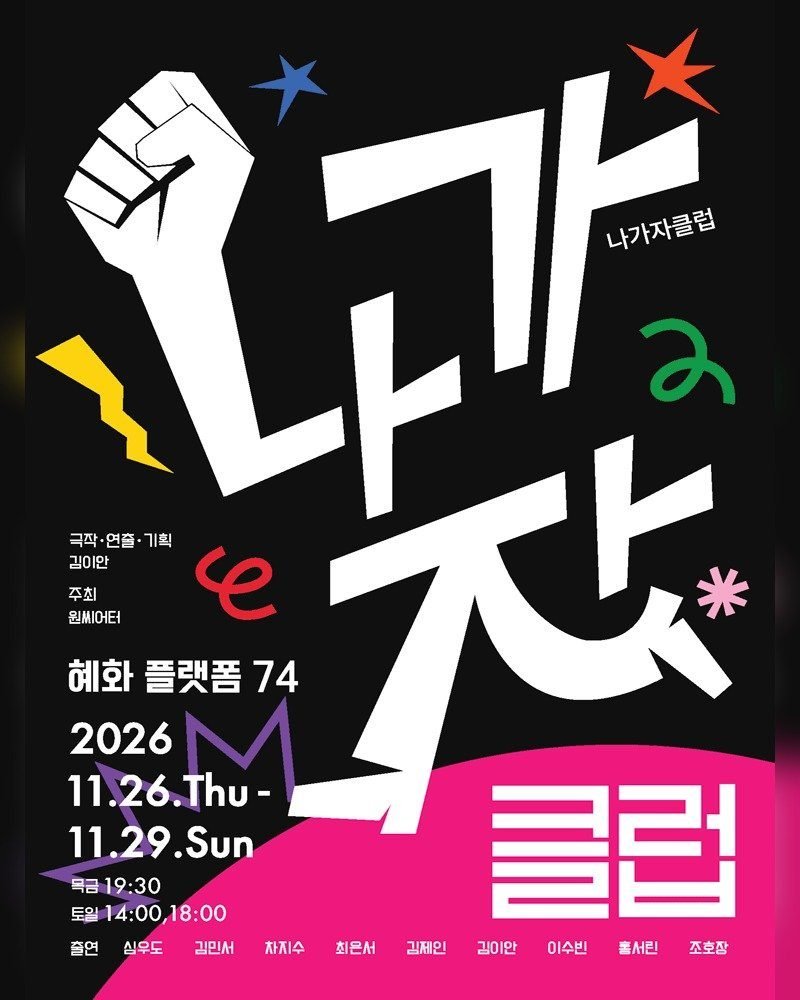 나가
나가자클럽
자
극작·연출·기획
김이안
주최
원씨어터
혜화 플랫폼 74
2026
11.26.Thu -
11.29.Sun
목금 19:30
토일 14:00,18:00
클럽
출연 심우도 김민서 차지수 최은서 김제인 김이안 이수빈 홍서린 조호장